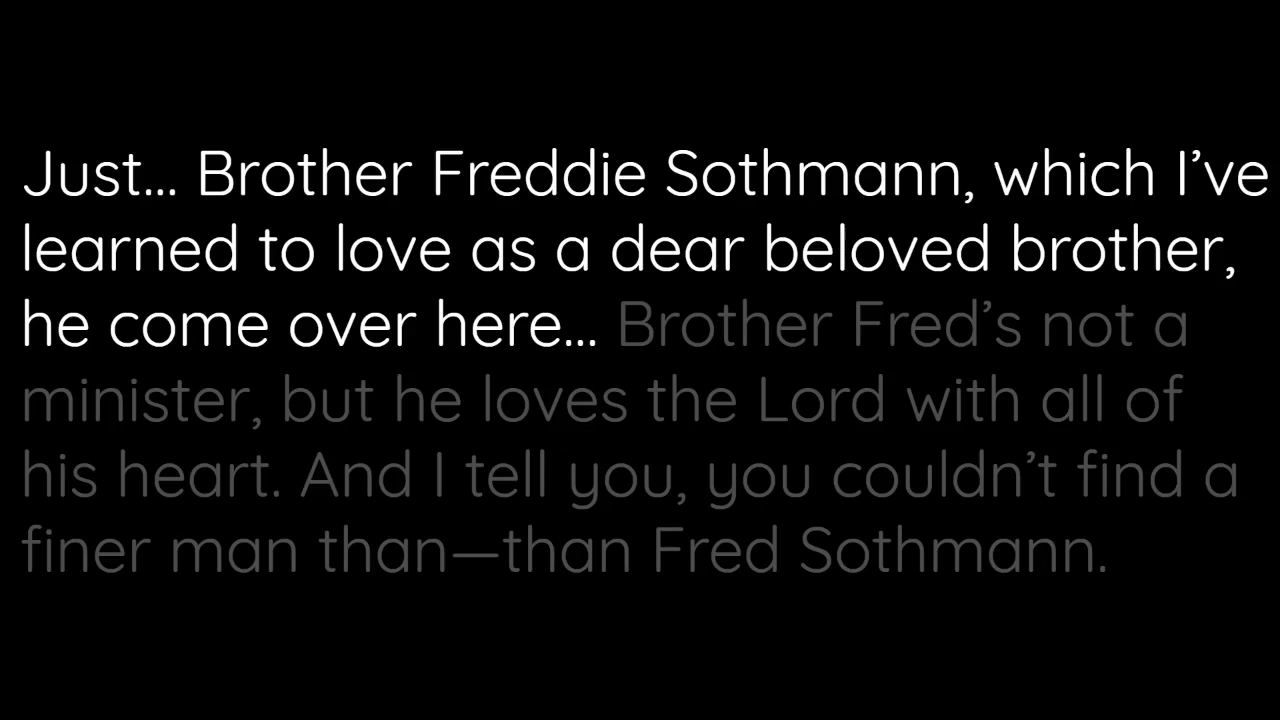 Just... Brother Freddie Sothmann, which I’ve
learned to love as a dear beloved brother,
he come over here... Brother Fred’s not a
minister, but he loves the Lord with all of
his heart. And I tell you, you couldn’t find a
finer man than—than Fred Sothmann.